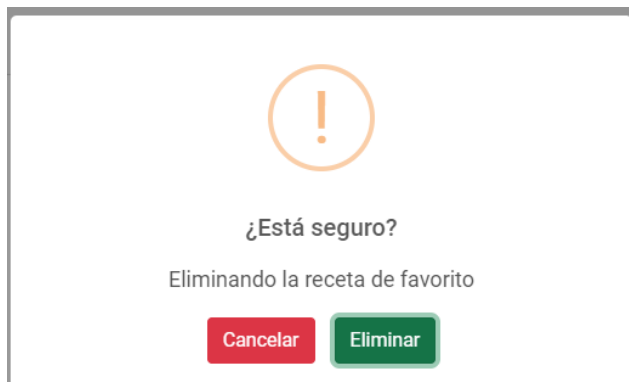 ¿Está seguro?
Eliminando la receta de favorito
Cancelar Eliminar